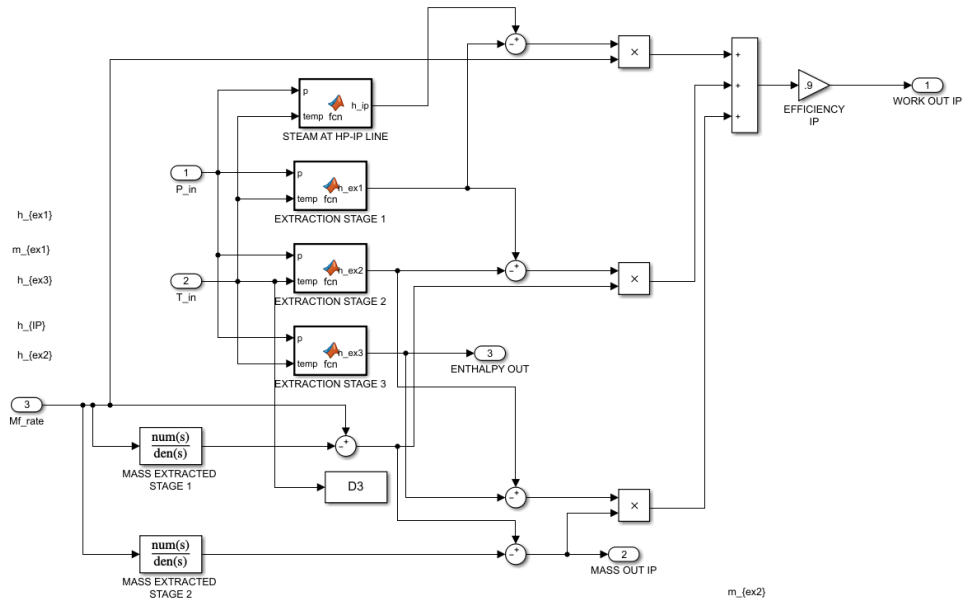 p
temp
fcn
h_ip
STEAM AT HP-IP LINE
×
+
+
+
.9
EFFICIENCY
IP
1
WORK OUT IP
1
P_in
p
temp
fcn
h_ex1
EXTRACTION STAGE 1
h_{ex1}
m_{ex1}
h_{ex3}
h_{IP}
h_{ex2}
2
T_in
p
temp
fcn
h_ex2
EXTRACTION STAGE 2
×
p
temp
fcn
h_ex3
EXTRACTION STAGE 3
3
ENTHALPY OUT
3
Mf_rate
num(s)
den(s)
MASS EXTRACTED
STAGE 1
D3
×
num(s)
den(s)
MASS EXTRACTED
STAGE 2
2
MASS OUT IP
m_{ex2}